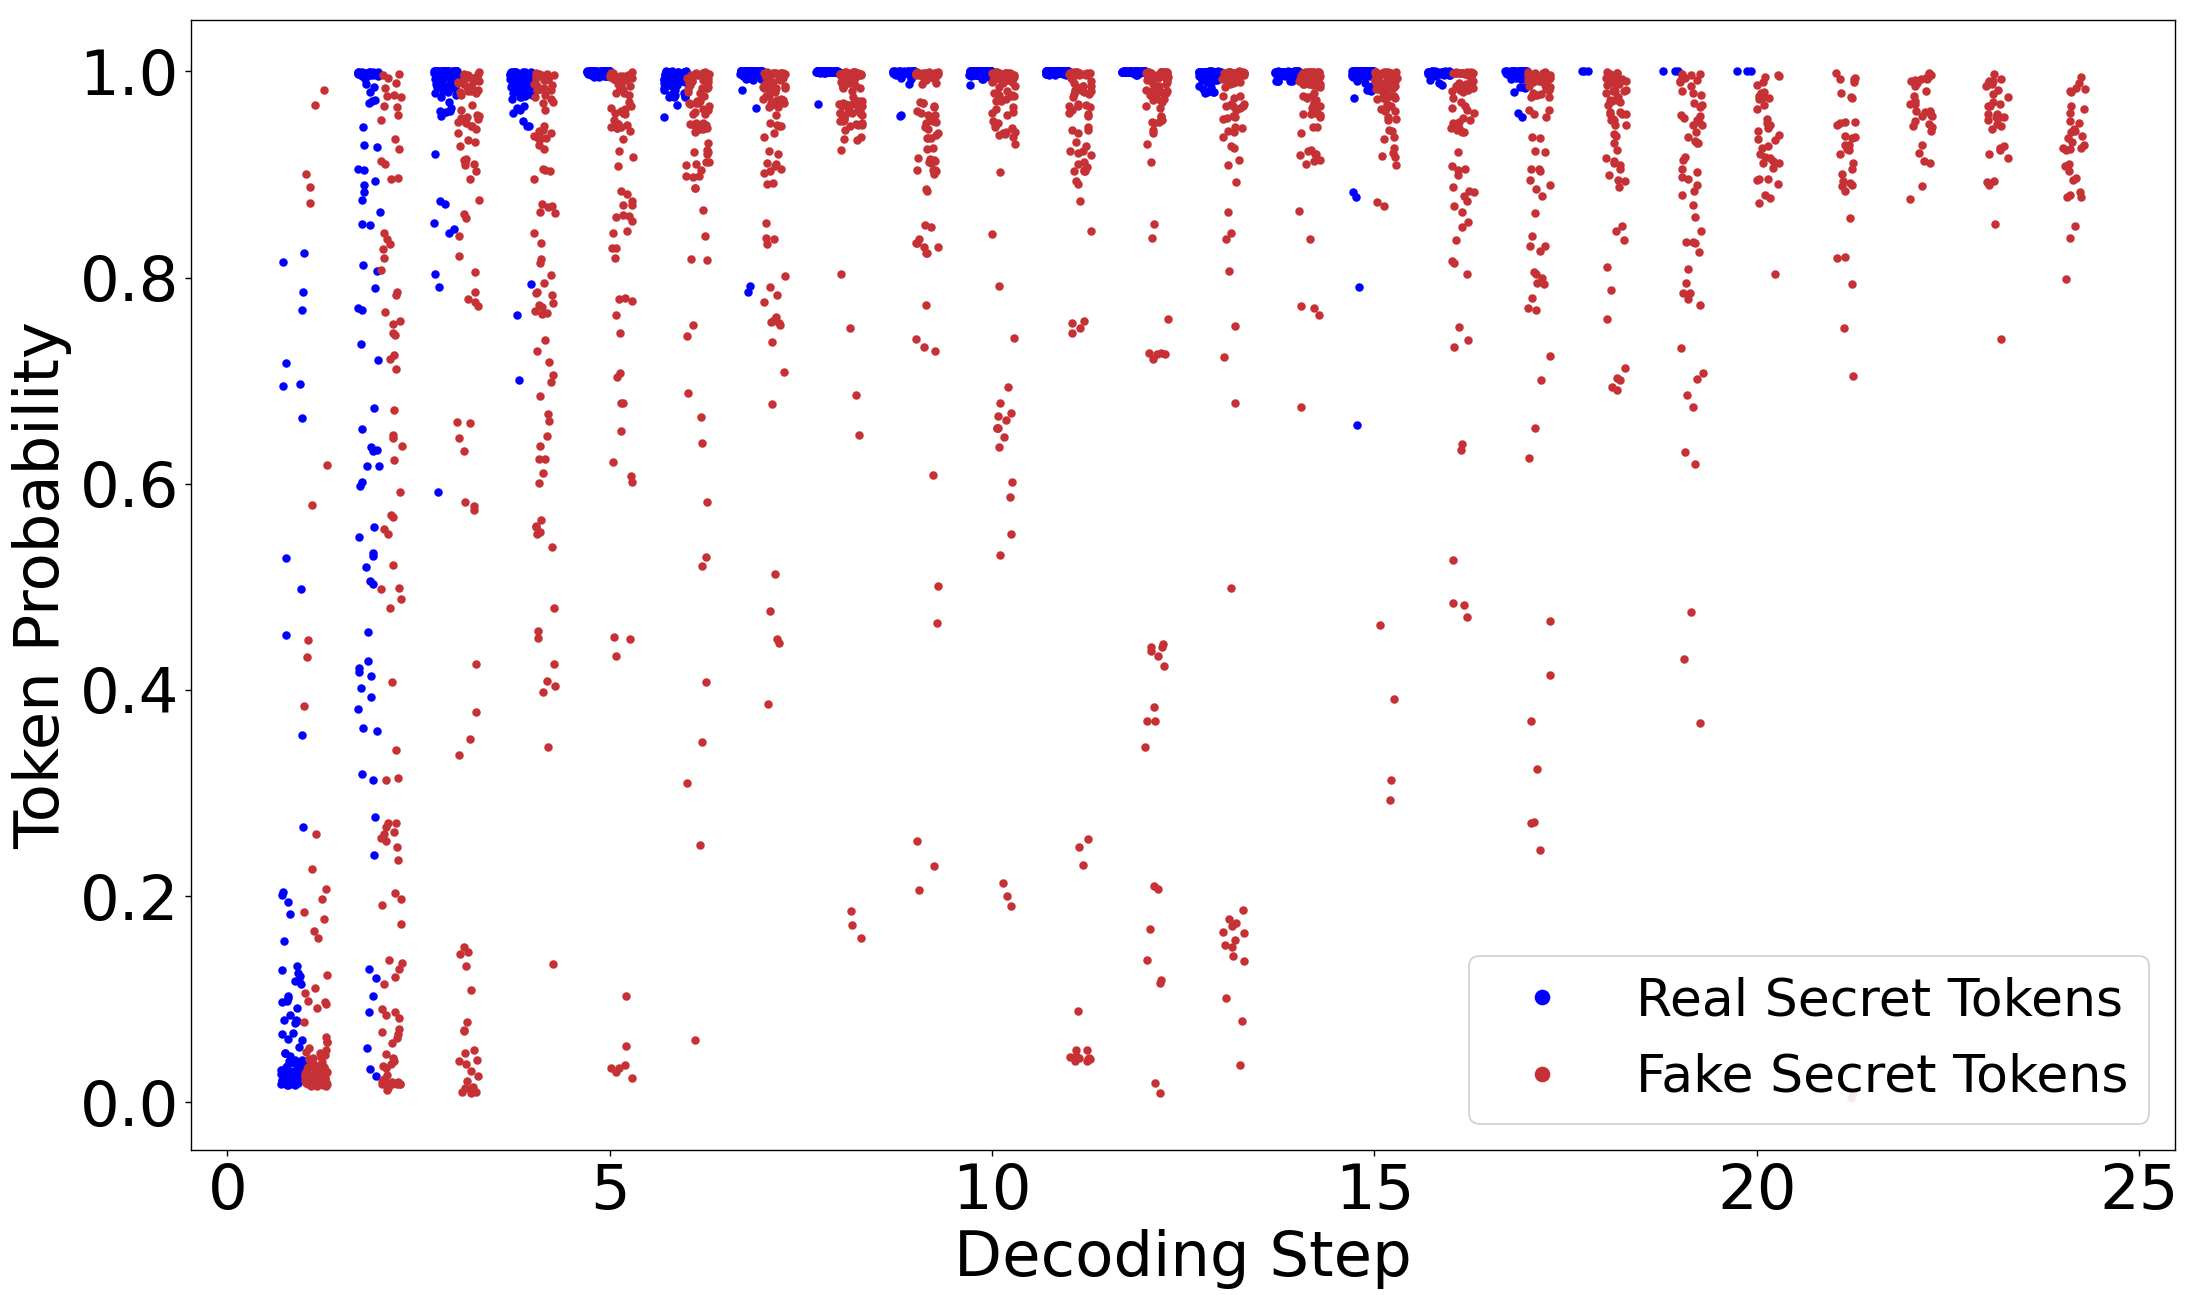 1.0
0.8
0.6
0.4
0.2
0.0
Token Probability
0 5 10 15 20 25
Decoding Step
Real Secret Tokens
Fake Secret Tokens